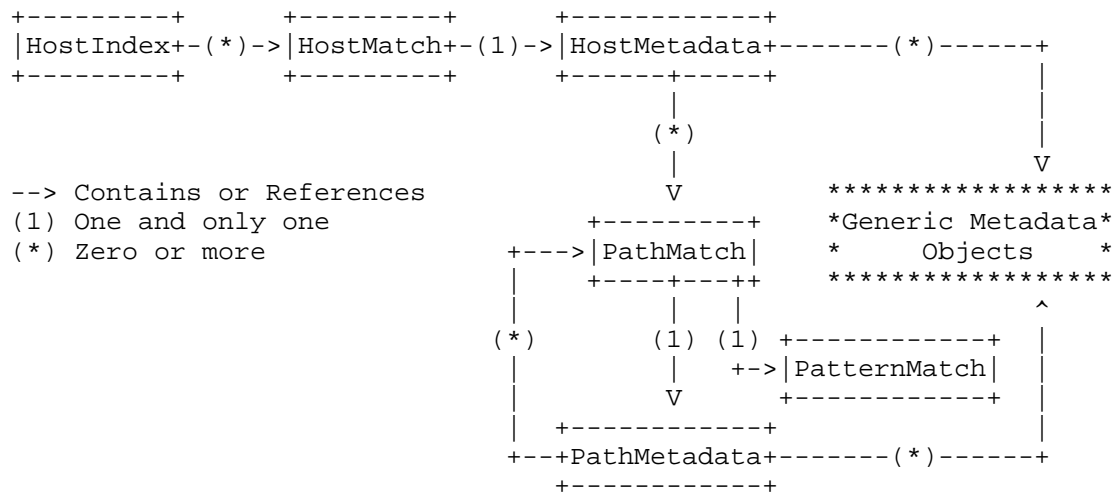 +---------+      +---------+      +------------+
|HostIndex+-(*)->|HostMatch+-(1)->|HostMetadata+-------(*)------+
+---------+      +---------+      +------+-----+                |
                                         |                      |
                                        (*)                     |
                                         |                      V
--> Contains or References               V         ******************
(1) One and only one                +---------+    *Generic Metadata*
(*) Zero or more              +--->|PathMatch|     *     Objects    *
                              |     +----+---++    ******************
                              |          |   |                  ^
                             (*)        (1) (1) +------------+  |
                              |          |   +->|PatternMatch|  |
                              |          V      +------------+  |
                              |  +------------+                 |
                              +--+PathMetadata+-------(*)------+
                                 +------------+